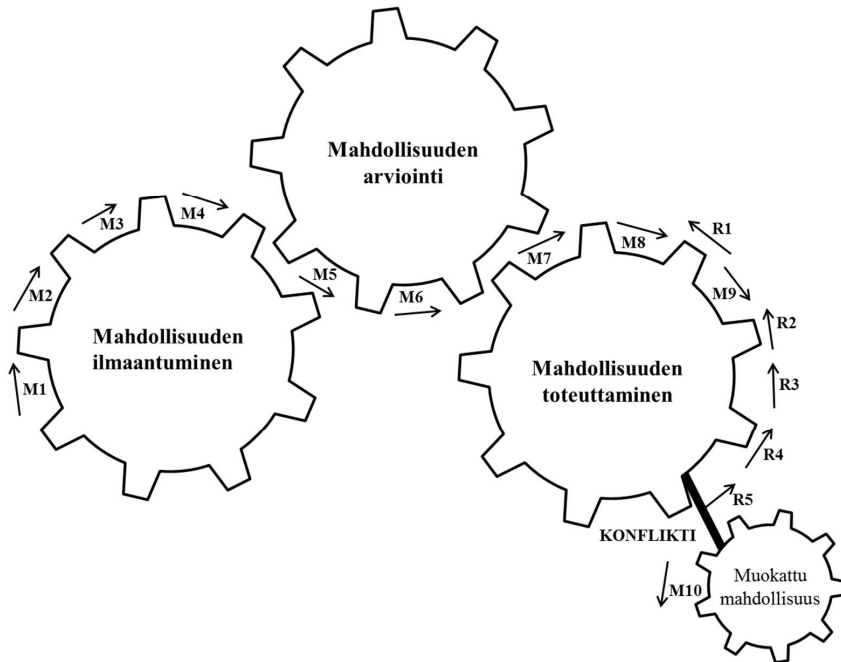 Mahdollisuuden
arviointi
M3
M4
R1
M2
M5
M7
M8
M9
M6
R2
Mahdollisuuden
ilmaantuminen
Mahdollisuuden
toteuttaminen
M1
R3
R4
R5
KONFLIKTI
M10
Muokattu
mahdollisuus